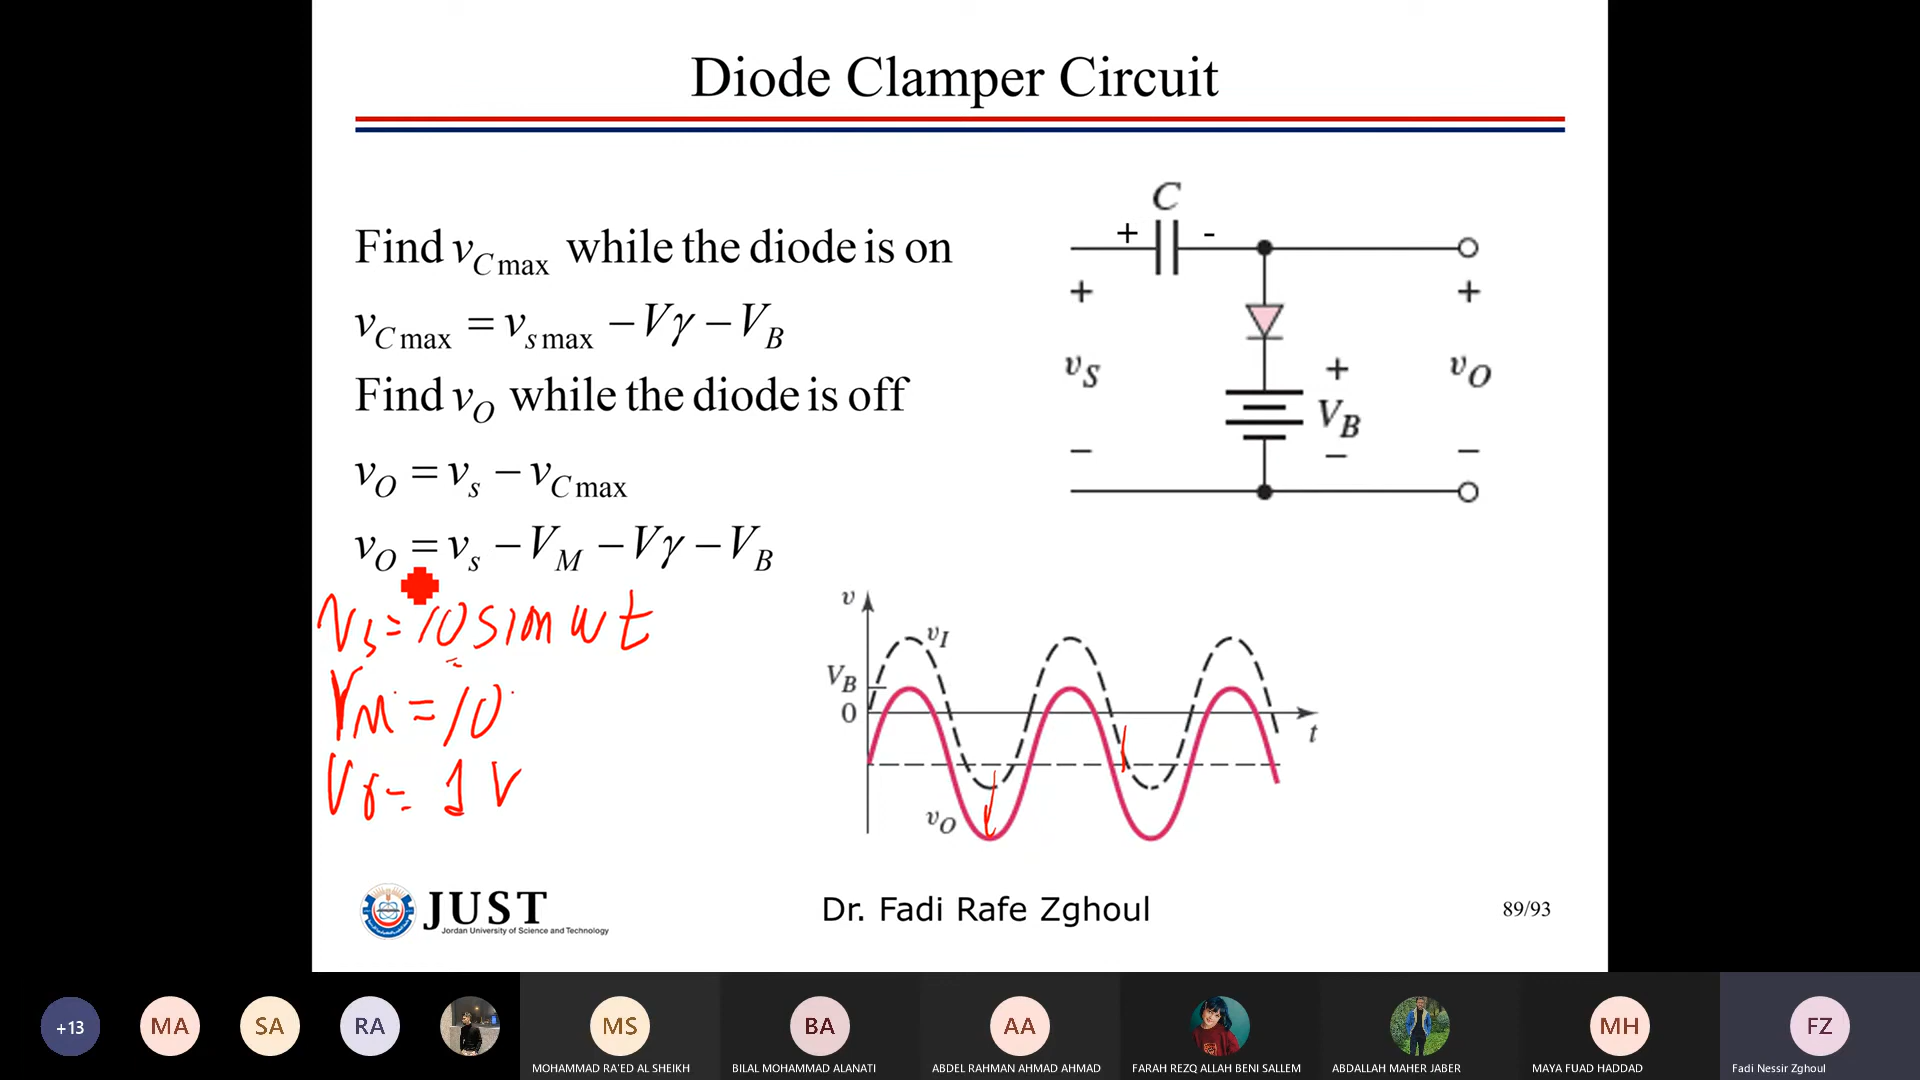 Diode Clamper Circuit
Find vCmax while the diode is on
vCmax = vsmax − Vγ − VB
Find vO while the diode is off
vO = vs − vCmax
vO = vs − VM − Vγ − VB
Vs = 10 sin wt
VM = 10
Vγ = 1 V
C
+ -
+ +
vS + VB − vO
− −
v
vI
VB
0
t
vO
JUST
Jordan University of Science and Technology
Dr. Fadi Rafe Zghoul
89/93
+13 MA SA RA MS BA AA MH FZ
MOHAMMAD RA'ED AL SHEIKH BILAL MOHAMMAD ALANATI ABDEL RAHMAN AHMAD AHMAD FARAH REZQ ALLAH BENI SALLEM ABDALLAH MAHER JABER MAYA FUAD HADDAD Fadi Nessir Zghoul